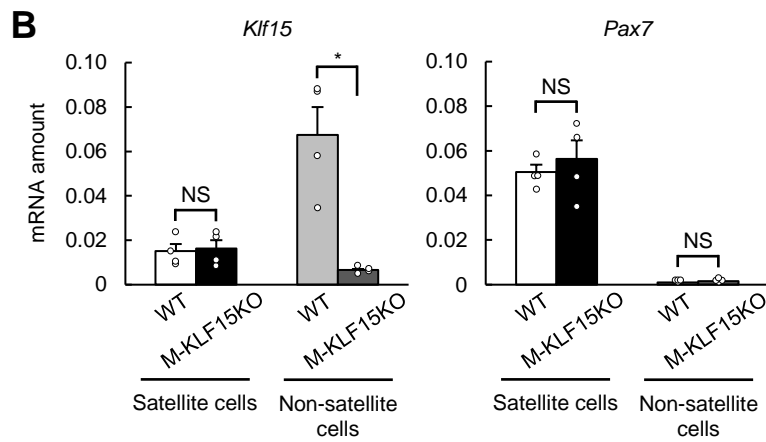 B
Klf15
Pax7
mRNA amount
0.10
0.08
0.06
0.04
0.02
0
NS
*
WT
M-KLF15KO
WT
M-KLF15KO
Satellite cells
Non-satellite
cells
0.10
0.08
0.06
0.04
0.02
0
NS
NS
WT
M-KLF15KO
WT
M-KLF15KO
Satellite cells
Non-satellite
cells